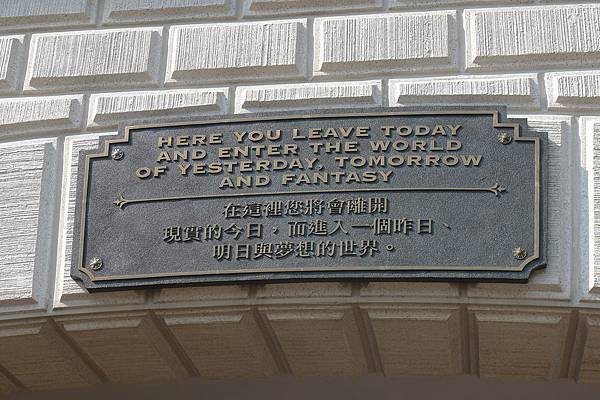 HERE YOU LEAVE TODAY
AND ENTER THE WORLD
OF YESTERDAY, TOMORROW
AND FANTASY
在這裡您將會離開
現實的今日，而進入一個昨日、
明日與夢想的世界。